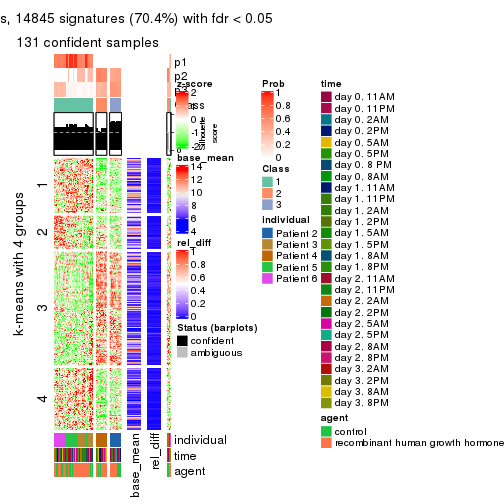 s, 14845 signatures (70.4%) with fdr < 0.05
131 confident samples
p1
p2
p3
z-score
Class
Silhouette
score
k-means with 4 groups
1
2
3
4
base_mean
rel_diff
individual
time
agent
2
1
0
-1
-2
base_mean
14
12
10
8
6
4
rel_diff
1
0.8
0.6
0.4
0.2
0
Status (barplots)
confident
ambiguous
Prob
1
0.8
0.6
0.4
0.2
0
Class
1
2
3
individual
Patient 2
Patient 3
Patient 4
Patient 5
Patient 6
time
day 0. 11AM
day 0. 11PM
day 0. 2AM
day 0. 2PM
day 0. 5AM
day 0. 5PM
day 0. 8 PM
day 0. 8AM
day 1. 11AM
day 1. 11PM
day 1. 2AM
day 1. 2PM
day 1. 5AM
day 1. 5PM
day 1. 8AM
day 1. 8PM
day 2. 11AM
day 2. 11PM
day 2. 2AM
day 2. 2PM
day 2. 5AM
day 2. 5PM
day 2. 8AM
day 2. 8PM
day 3. 2AM
day 3. 2PM
day 3. 8AM
day 3. 8PM
agent
control
recombinant human growth hormone